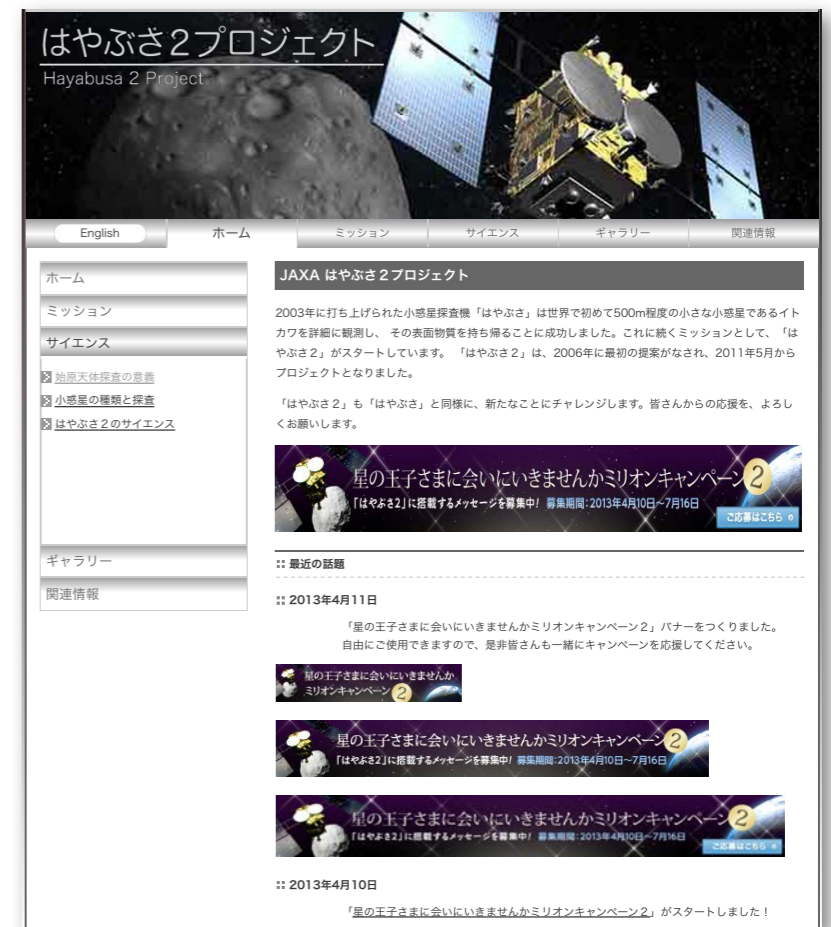 はやぶさ2プロジェクト
Hayabusa 2 Project
English ホーム ミッション サイエンス ギャラリー 関連情報
ホーム
ミッション
サイエンス
始原天体探査の意義
小惑星の種類と探査
はやぶさ２のサイエンス
ギャラリー
関連情報
JAXA はやぶさ２プロジェクト
2003年に打ち上げられた小惑星探査機「はやぶさ」は世界で初めて500m程度の小さな小惑星であるイト
カワを詳細に観測し、 その表面物質を持ち帰ることに成功しました。これに続くミッションとして、「は
やぶさ２」がスタートしています。 「はやぶさ２」は、2006年に最初の提案がなされ、2011年5月から
プロジェクトとなりました。
「はやぶさ２」も「はやぶさ」と同様に、新たなことにチャレンジします。皆さんからの応援を、よろし
くお願いします。
星の王子さまに会いにいきませんかミリオンキャンペーン2
「はやぶさ2」に搭載するメッセージを募集中! 募集期間:2013年4月10日〜7月16日
ご応募はこちら
最近の話題
2013年4月11日
「星の王子さまに会いにいきませんかミリオンキャンペーン２」バナーをつくりました。
自由にご使用できますので、是非皆さんも一緒にキャンペーンを応援してください。
星の王子さまに会いにいきませんか
ミリオンキャンペーン2
星の王子さまに会いにいきませんかミリオンキャンペーン2
「はやぶさ2」に搭載するメッセージを募集中! 募集期間:2013年4月10日〜7月16日
星の王子さまに会いにいきませんかミリオンキャンペーン2
「はやぶさ2」に搭載するメッセージを募集中! 募集期間:2013年4月10日〜7月16日
ご応募はこちら
2013年4月10日
「星の王子さまに会いにいきませんかミリオンキャンペーン２」がスタートしました！